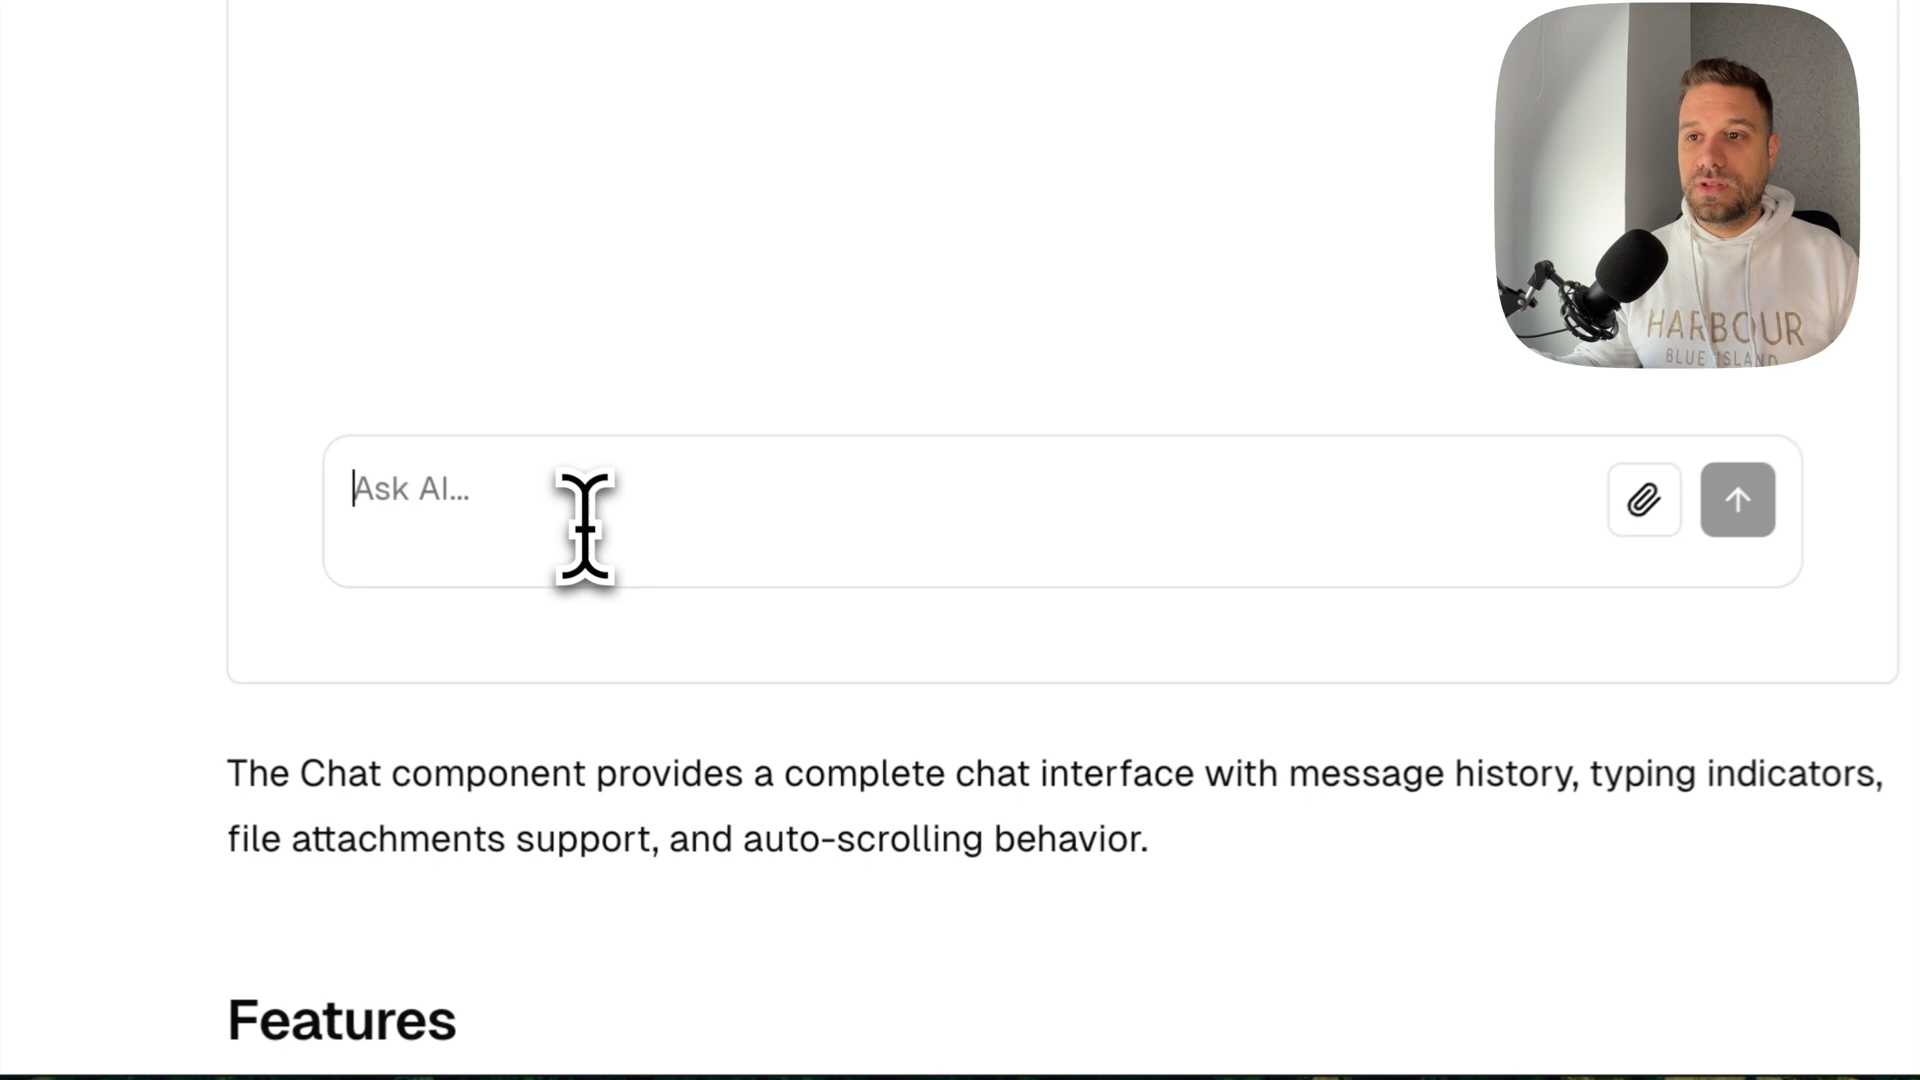 HARBOUR
BLUE ISLAND
Ask AI...
The Chat component provides a complete chat interface with message history, typing indicators,
file attachments support, and auto-scrolling behavior.
Features